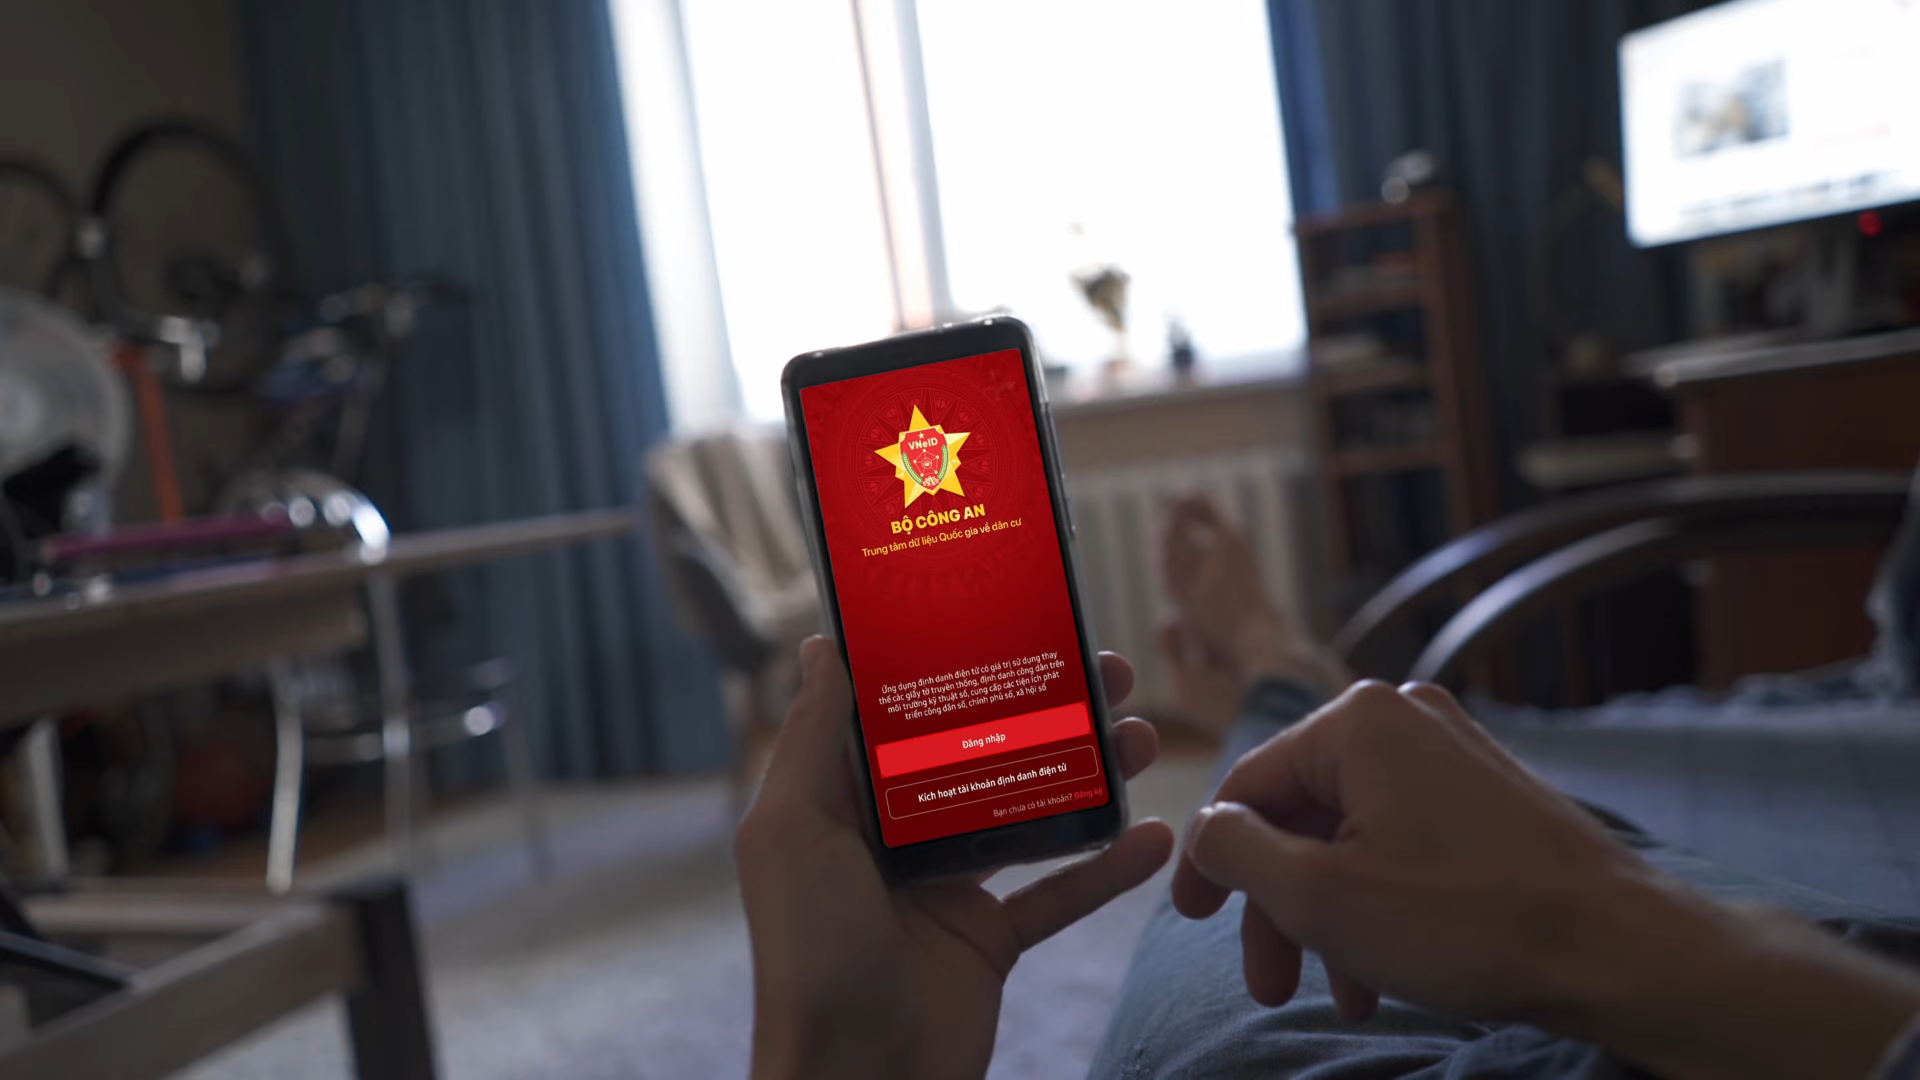 VNeID
BỘ CÔNG AN
Trung tâm dữ liệu Quốc gia về dân cư
Ứng dụng định danh điện tử có giá trị sử dụng thay
thế các giấy tờ truyền thống, định danh công dân trên
môi trường kỹ thuật số, cung cấp các tiện ích phát
triển công dân số, chính phủ số, xã hội số
Đăng nhập
Kích hoạt tài khoản định danh điện tử
Bạn chưa có tài khoản? Đăng ký